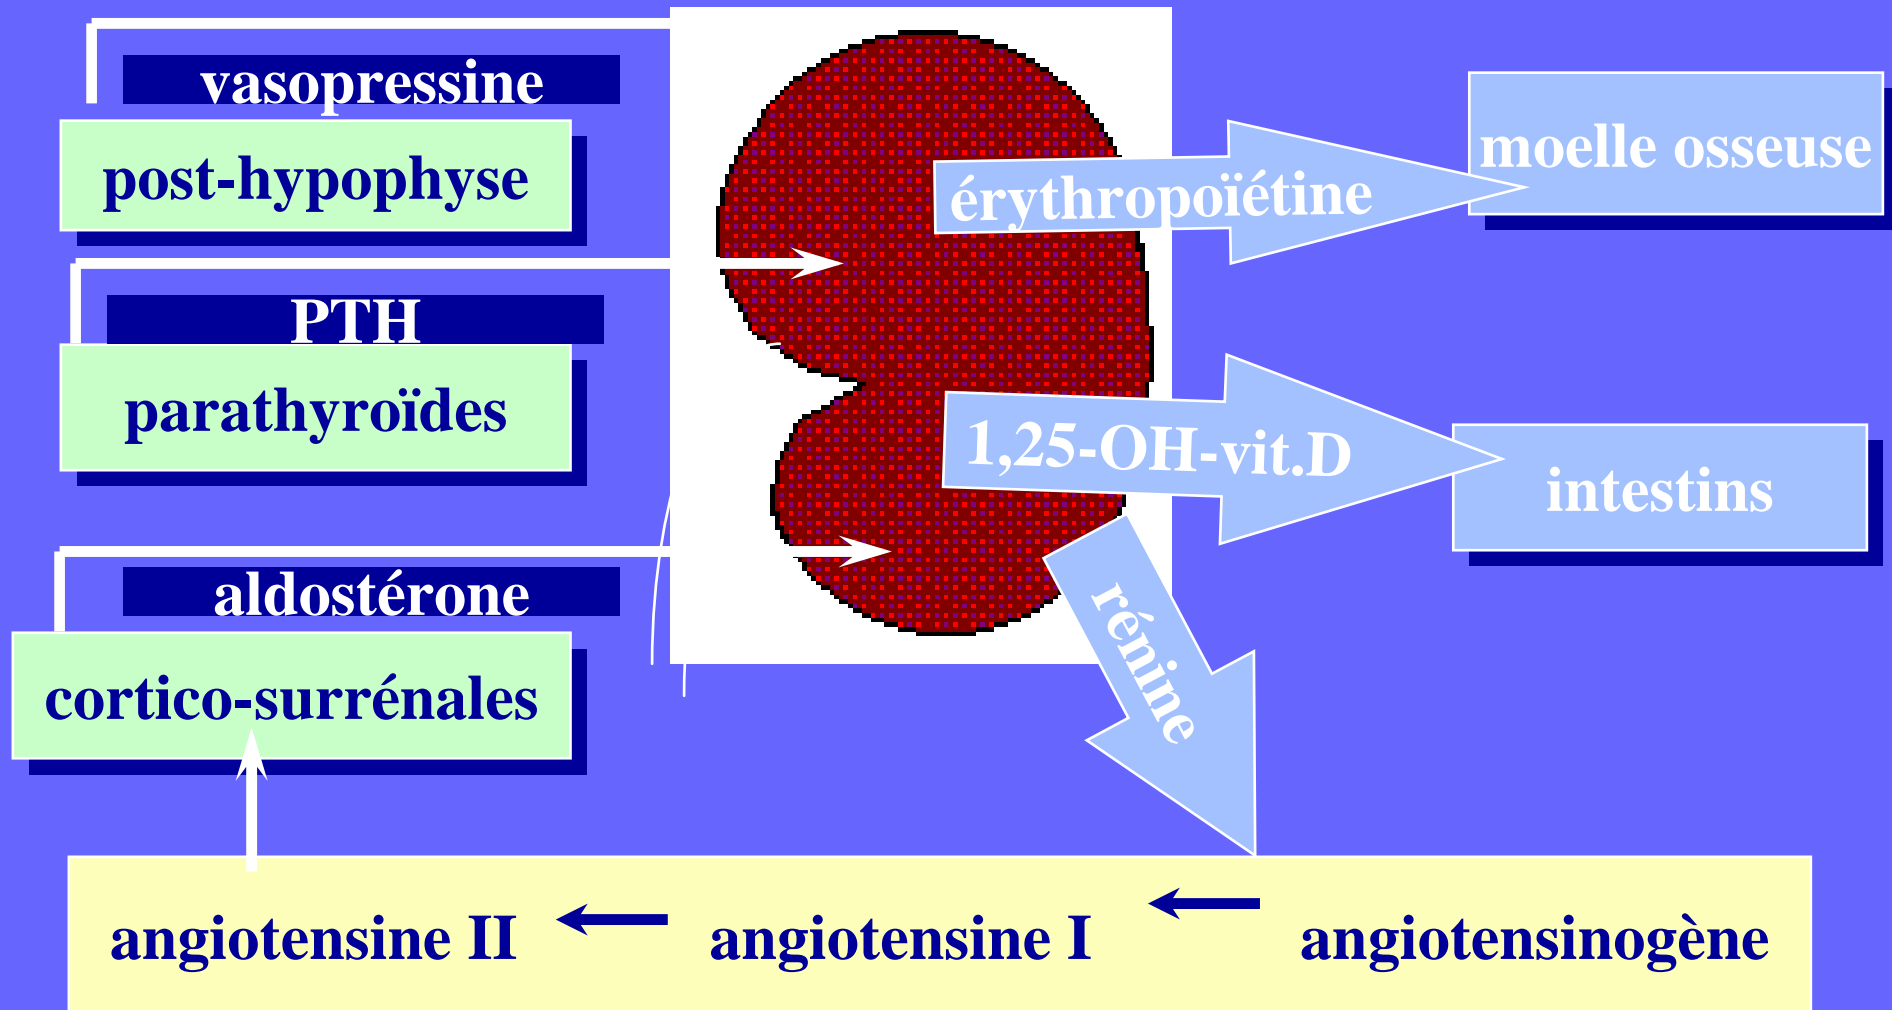 vasopressine
post-hypophyse
PTH
parathyroïdes
aldostérone
cortico-surrénales
érythropoïétine
moelle osseuse
1,25-OH-vit.D
intestins
rénine
angiotensine II
angiotensine I
angiotensinogène